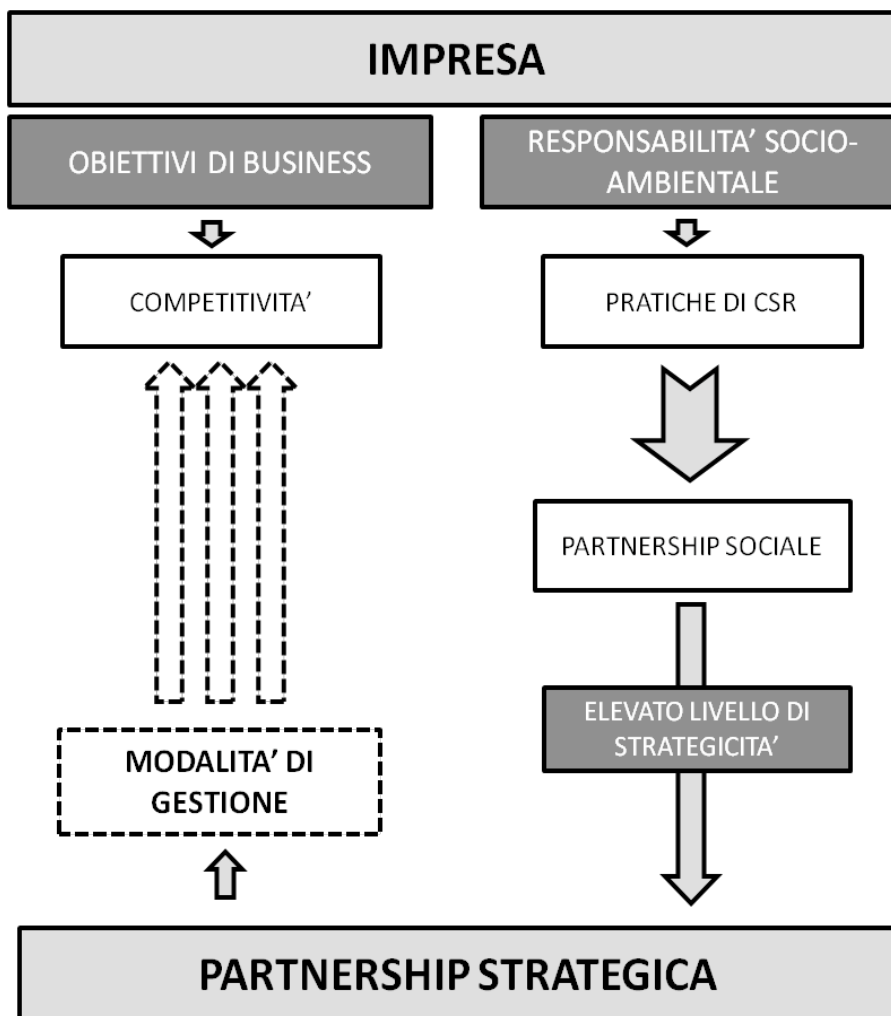 IMPRESA
OBIETTIVI DI BUSINESS
RESPONSABILITA' SOCIO-
AMBIENTALE
COMPETITIVITA'
PRATICHE DI CSR
PARTNERSHIP SOCIALE
ELEVATO LIVELLO DI
STRATEGICITA'
MODALITA' DI
GESTIONE
PARTNERSHIP STRATEGICA